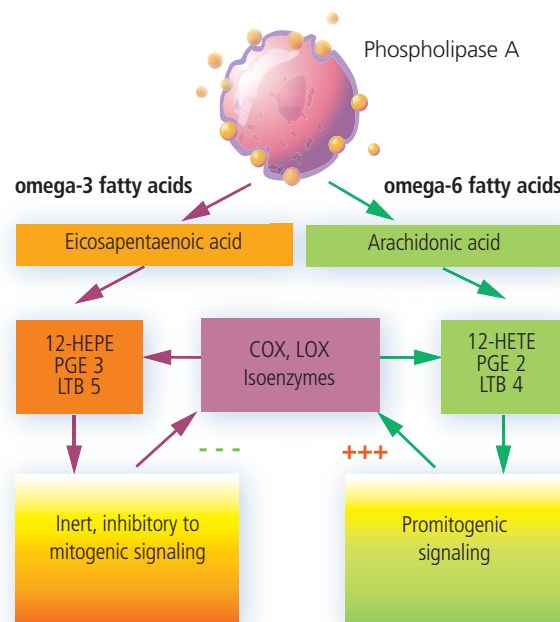 Phospholipase A
omega-3 fatty acids
omega-6 fatty acids
Eicosapentaenoic acid
Arachidonic acid
12-HEPE
PGE 3
LTB 5
COX, LOX
Isoenzymes
12-HETE
PGE 2
LTB 4
- - -
+++
Inert, inhibitory to
mitogenic signaling
Promitogenic
signaling